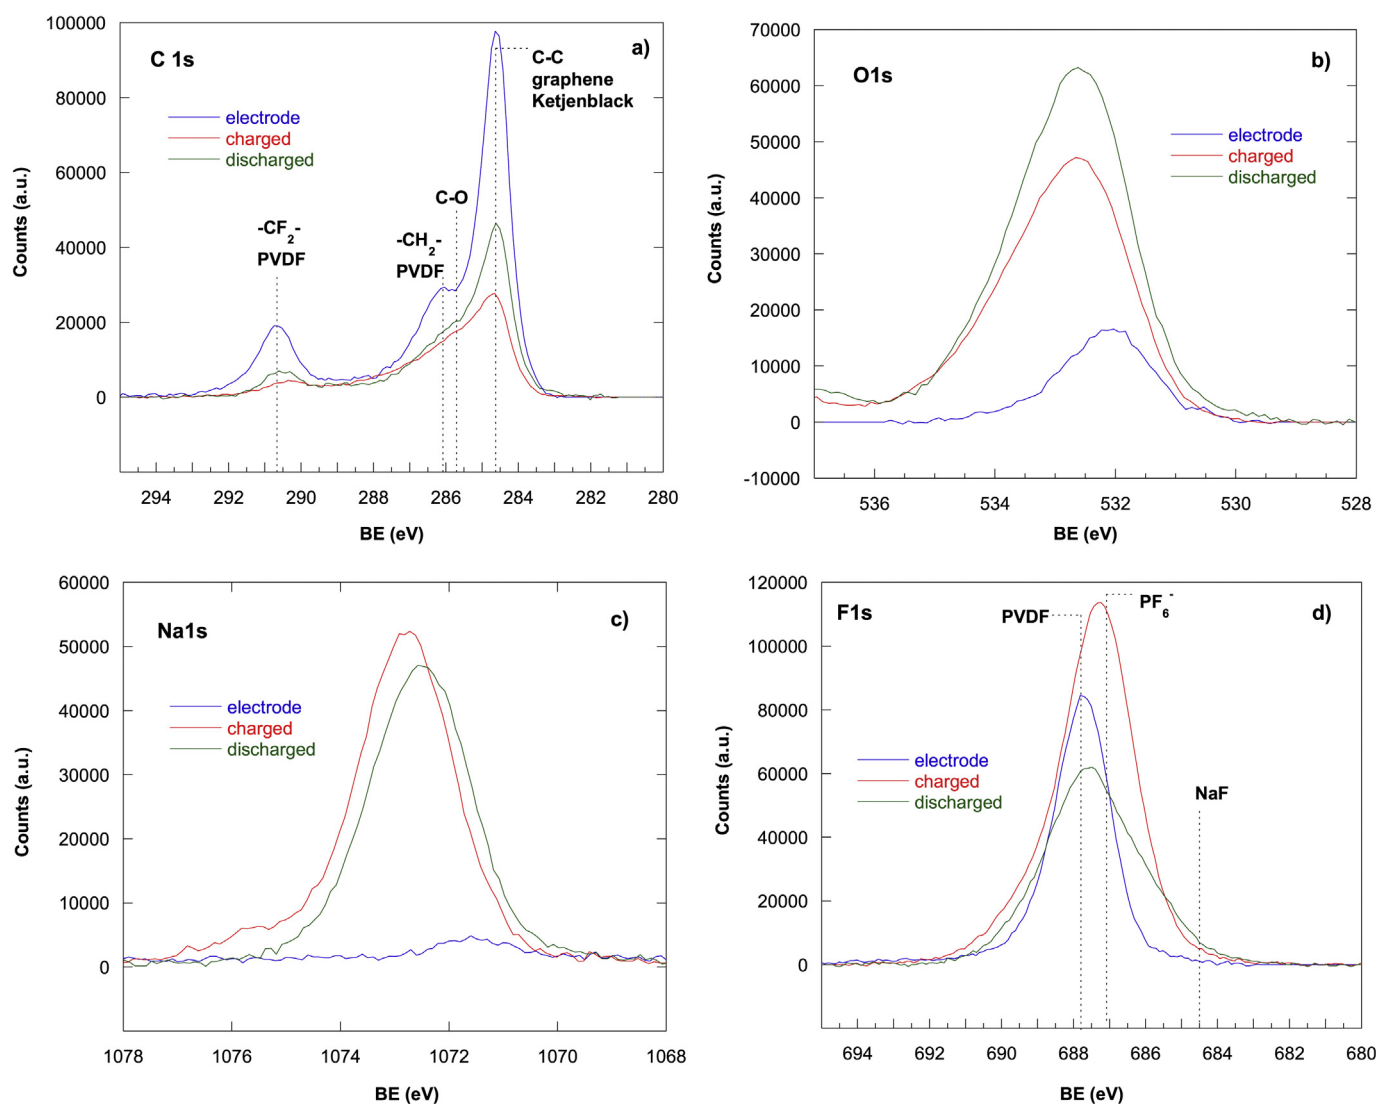 C 1s
a)
C-C
graphene
Ketjenblack
electrode
charged
discharged
C-O
-CF2-
PVDF
-CH2-
PVDF
100000
80000
60000
40000
20000
0
Counts (a.u.)
294 292 290 288 286 284 282 280
BE (eV)
O1s
b)
electrode
charged
discharged
70000
60000
50000
40000
30000
20000
10000
0
-10000
Counts (a.u.)
536 534 532 530 528
BE (eV)
Na1s
c)
electrode
charged
discharged
60000
50000
40000
30000
20000
10000
0
Counts (a.u.)
1078 1076 1074 1072 1070 1068
BE (eV)
F1s
d)
PVDF
PF6-
electrode
charged
discharged
NaF
120000
100000
80000
60000
40000
20000
0
Counts (a.u.)
694 692 690 688 686 684 682 680
BE (eV)